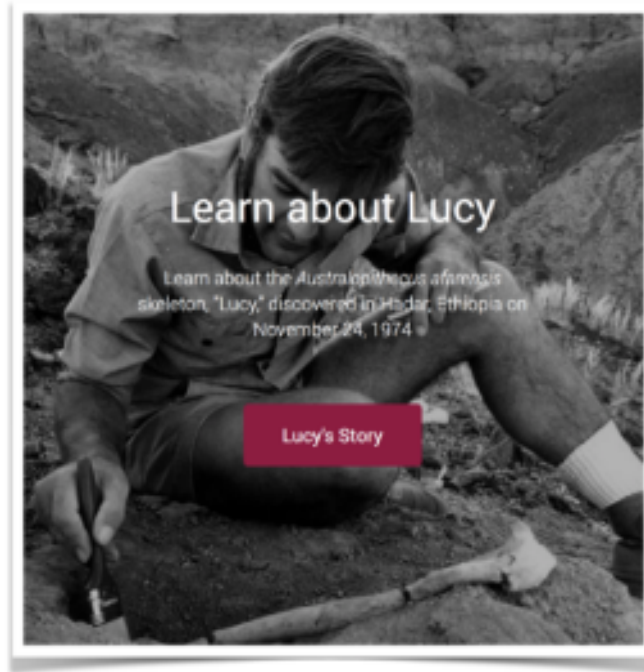 Learn about Lucy
Learn about the Australopithecus afarensis
skeleton, "Lucy," discovered in Hadar, Ethiopia on
November 24, 1974
Lucy's Story